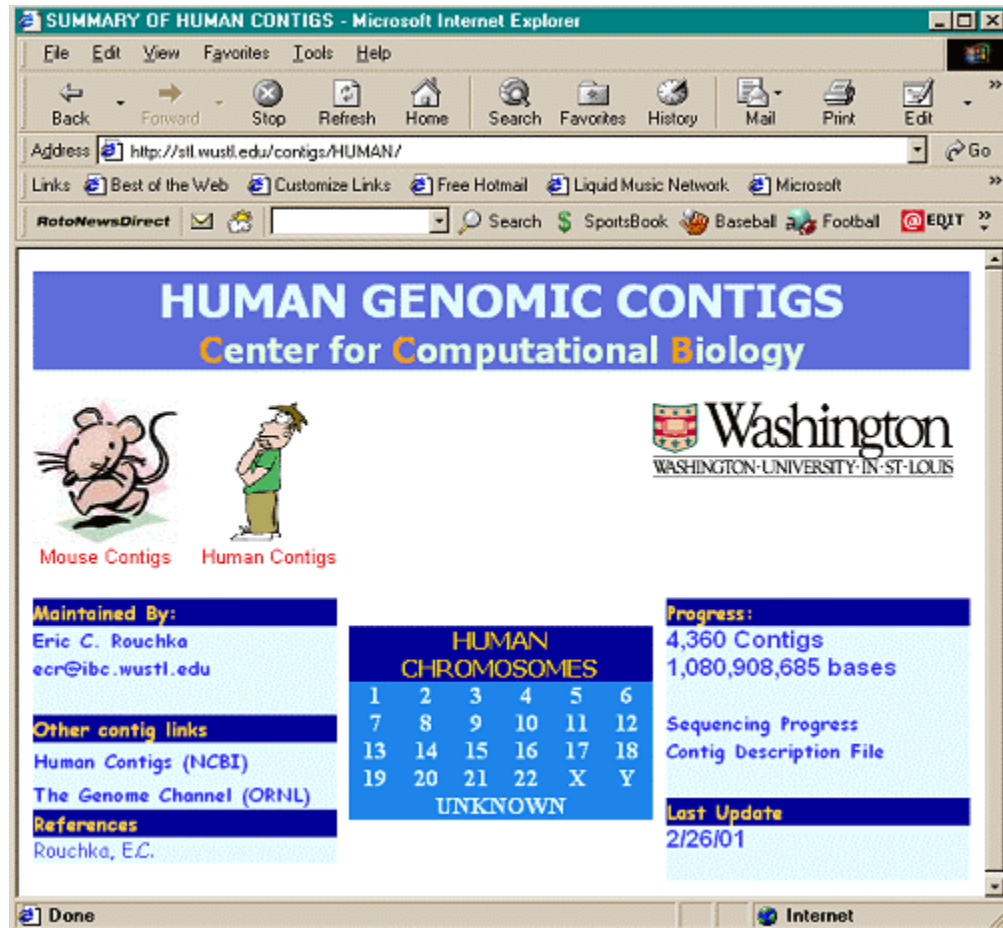 SUMMARY OF HUMAN CONTIGS - Microsoft Internet Explorer
File Edit View Favorites Tools Help
Back Forward Stop Refresh Home Search Favorites History Mail Print Edit »
Address http://stl.wustl.edu/contigs/HUMAN/ Go
Links Best of the Web Customize Links Free Hotmail Liquid Music Network Microsoft »
RotoNewsDirect Search $ SportsBook Baseball Football EDIT »
HUMAN GENOMIC CONTIGS
Center for Computational Biology
Washington
WASHINGTON·UNIVERSITY·IN·ST·LOUIS
Mouse Contigs Human Contigs
Maintained By:
Eric C. Rouchka
ecr@ibc.wustl.edu
Other contig links
Human Contigs (NCBI)
The Genome Channel (ORNL)
References
Rouchka, E.C.
HUMAN
CHROMOSOMES
1 2 3 4 5 6
7 8 9 10 11 12
13 14 15 16 17 18
19 20 21 22 X Y
UNKNOWN
Progress:
4,360 Contigs
1,080,908,685 bases
Sequencing Progress
Contig Description File
Last Update
2/26/01
Done Internet